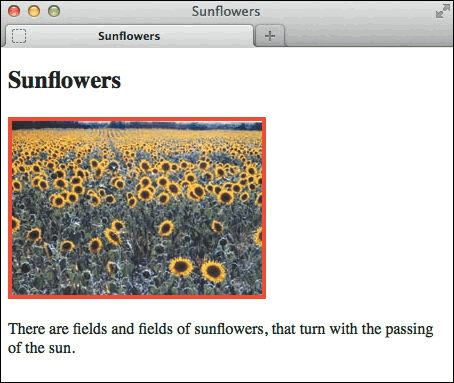 Sunflowers
Sunflowers
Sunflowers
There are fields and fields of sunflowers, that turn with the passing
of the sun.